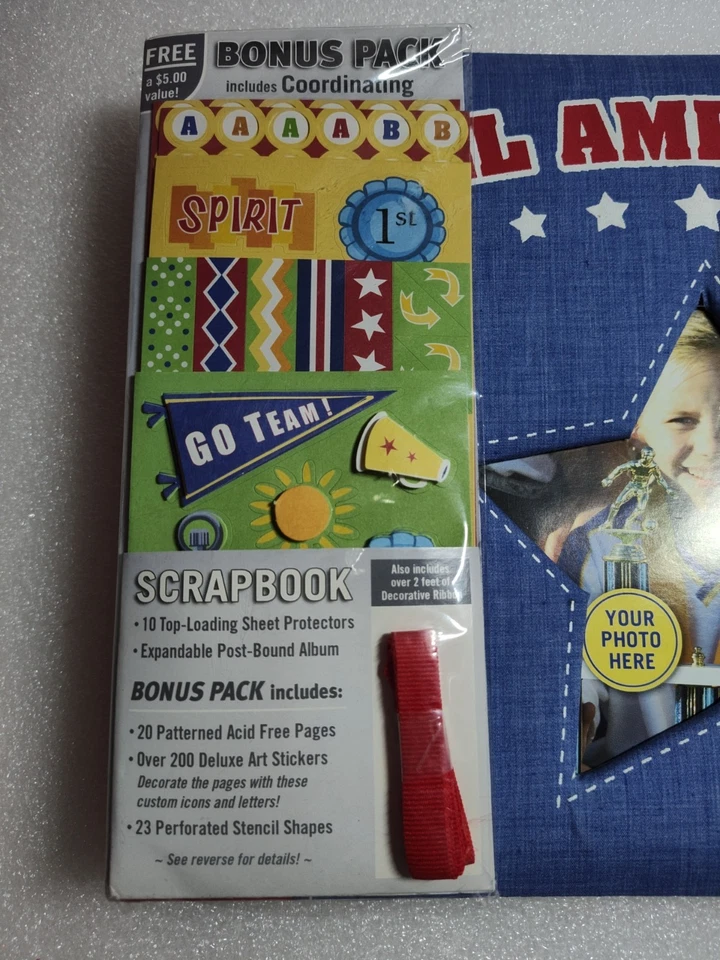 FREE
a $5.00
value!
BONUS PACK
includes Coordinating
A A A A B B
SPIRIT
1st
GO TEAM!
L AM
SCRAPBOOK
• 10 Top-Loading Sheet Protectors
• Expandable Post-Bound Album
Also includes
over 2 feet of
Decorative Ribbon
BONUS PACK includes:
• 20 Patterned Acid Free Pages
• Over 200 Deluxe Art Stickers
Decorate the pages with these
custom icons and letters!
• 23 Perforated Stencil Shapes
~ See reverse for details! ~
YOUR
PHOTO
HERE